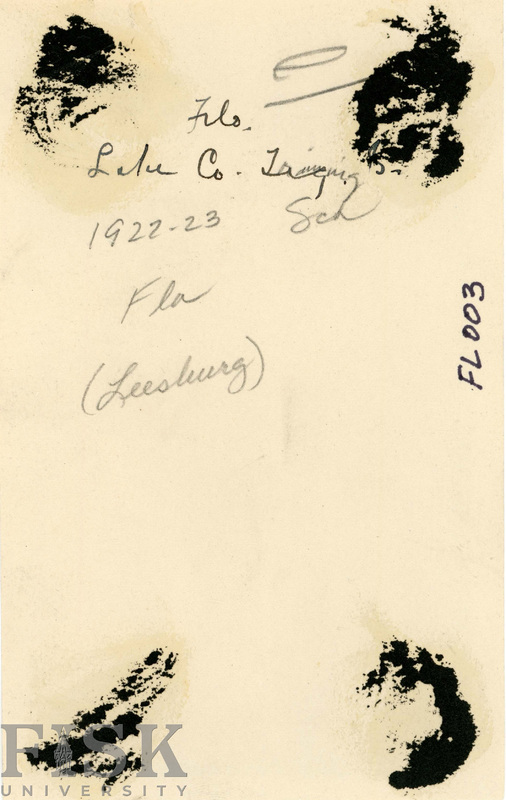 Fla.
Lake Co. Training S.
Sch
1922-23
Fla
(Leesburg)
FL003
FISK
UNIVERSITY